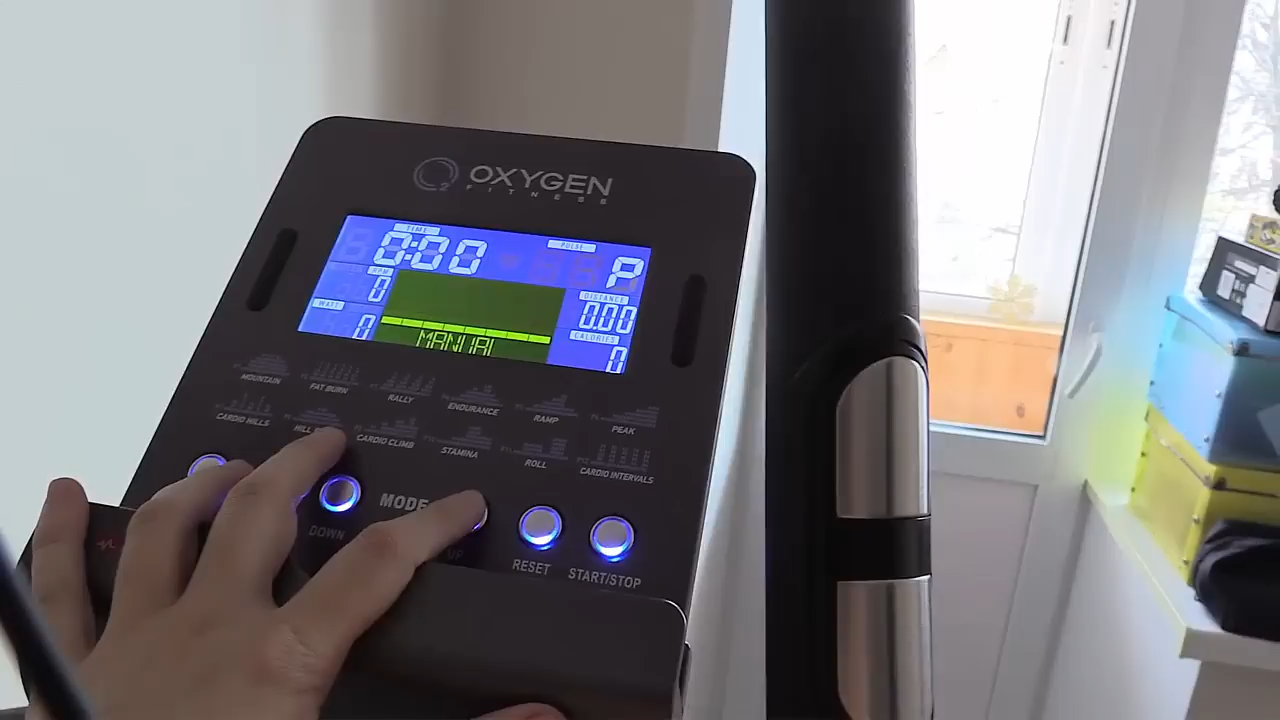 O2 OXYGEN
FITNESS
TIME
0:00
PULSE
P
RPM
0
DISTANCE
0.00
WATT
0
CALORIES
0
MANUAL
MOUNTAIN
FAT BURN
RALLY
ENDURANCE
RAMP
PEAK
CARDIO HILLS
HILL
CARDIO CLIMB
STAMINA
ROLL
CARDIO INTERVALS
MODE
DOWN
UP
RESET
START/STOP